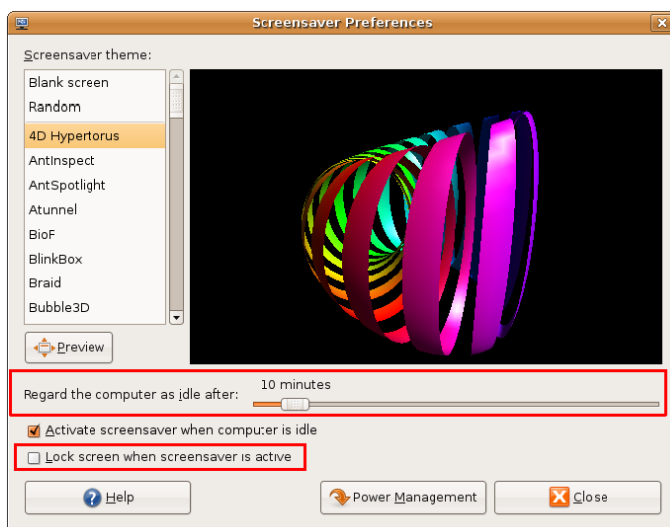 Screensaver Preferences
Screensaver theme:
Blank screen
Random
4D Hypertorus
AntInspect
AntSpotlight
Atunnel
BioF
BlinkBox
Braid
Bubble3D
Preview
10 minutes
Regard the computer as idle after:
Activate screensaver when computer is idle
Lock screen when screensaver is active
Help
Power Management
Close